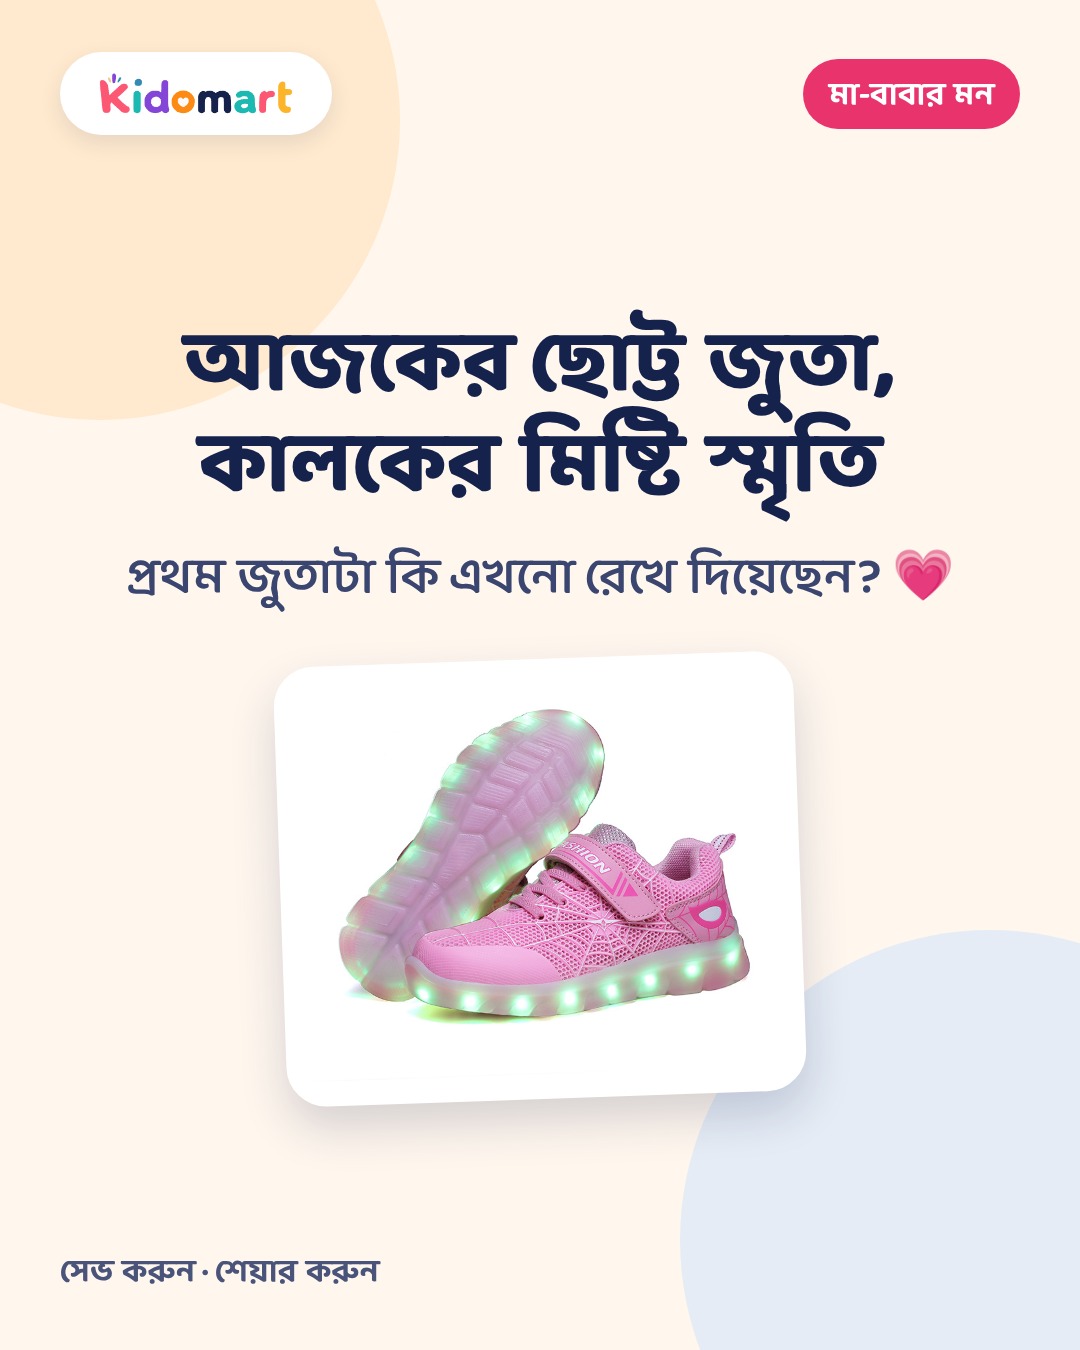 Kidomart
মা-বাবার মন
আজকের ছোট্ট জুতা,
কালকের মিষ্টি স্মৃতি
প্রথম জুতাটা কি এখনো রেখে দিয়েছেন? 💗
সেভ করুন · শেয়ার করুন